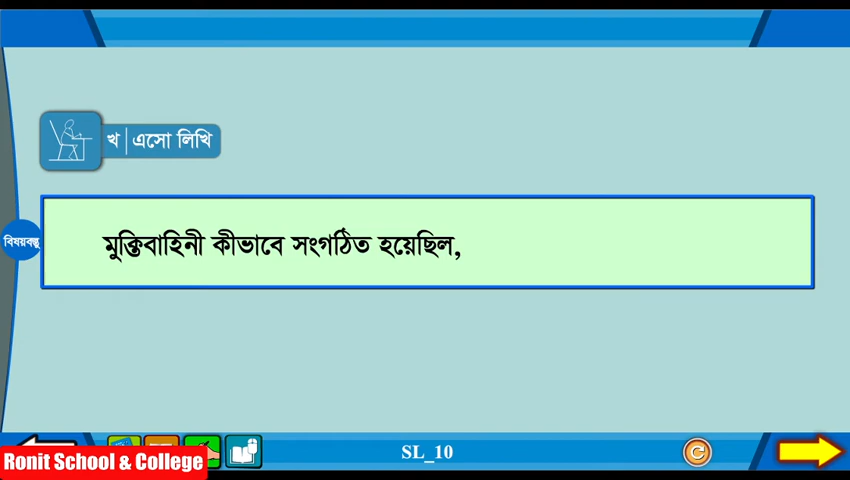 খ | এসো লিখি
মুক্তিবাহিনী কীভাবে সংগঠিত হয়েছিল,
বিষয়বস্তু
SL_10
Ronit School & College